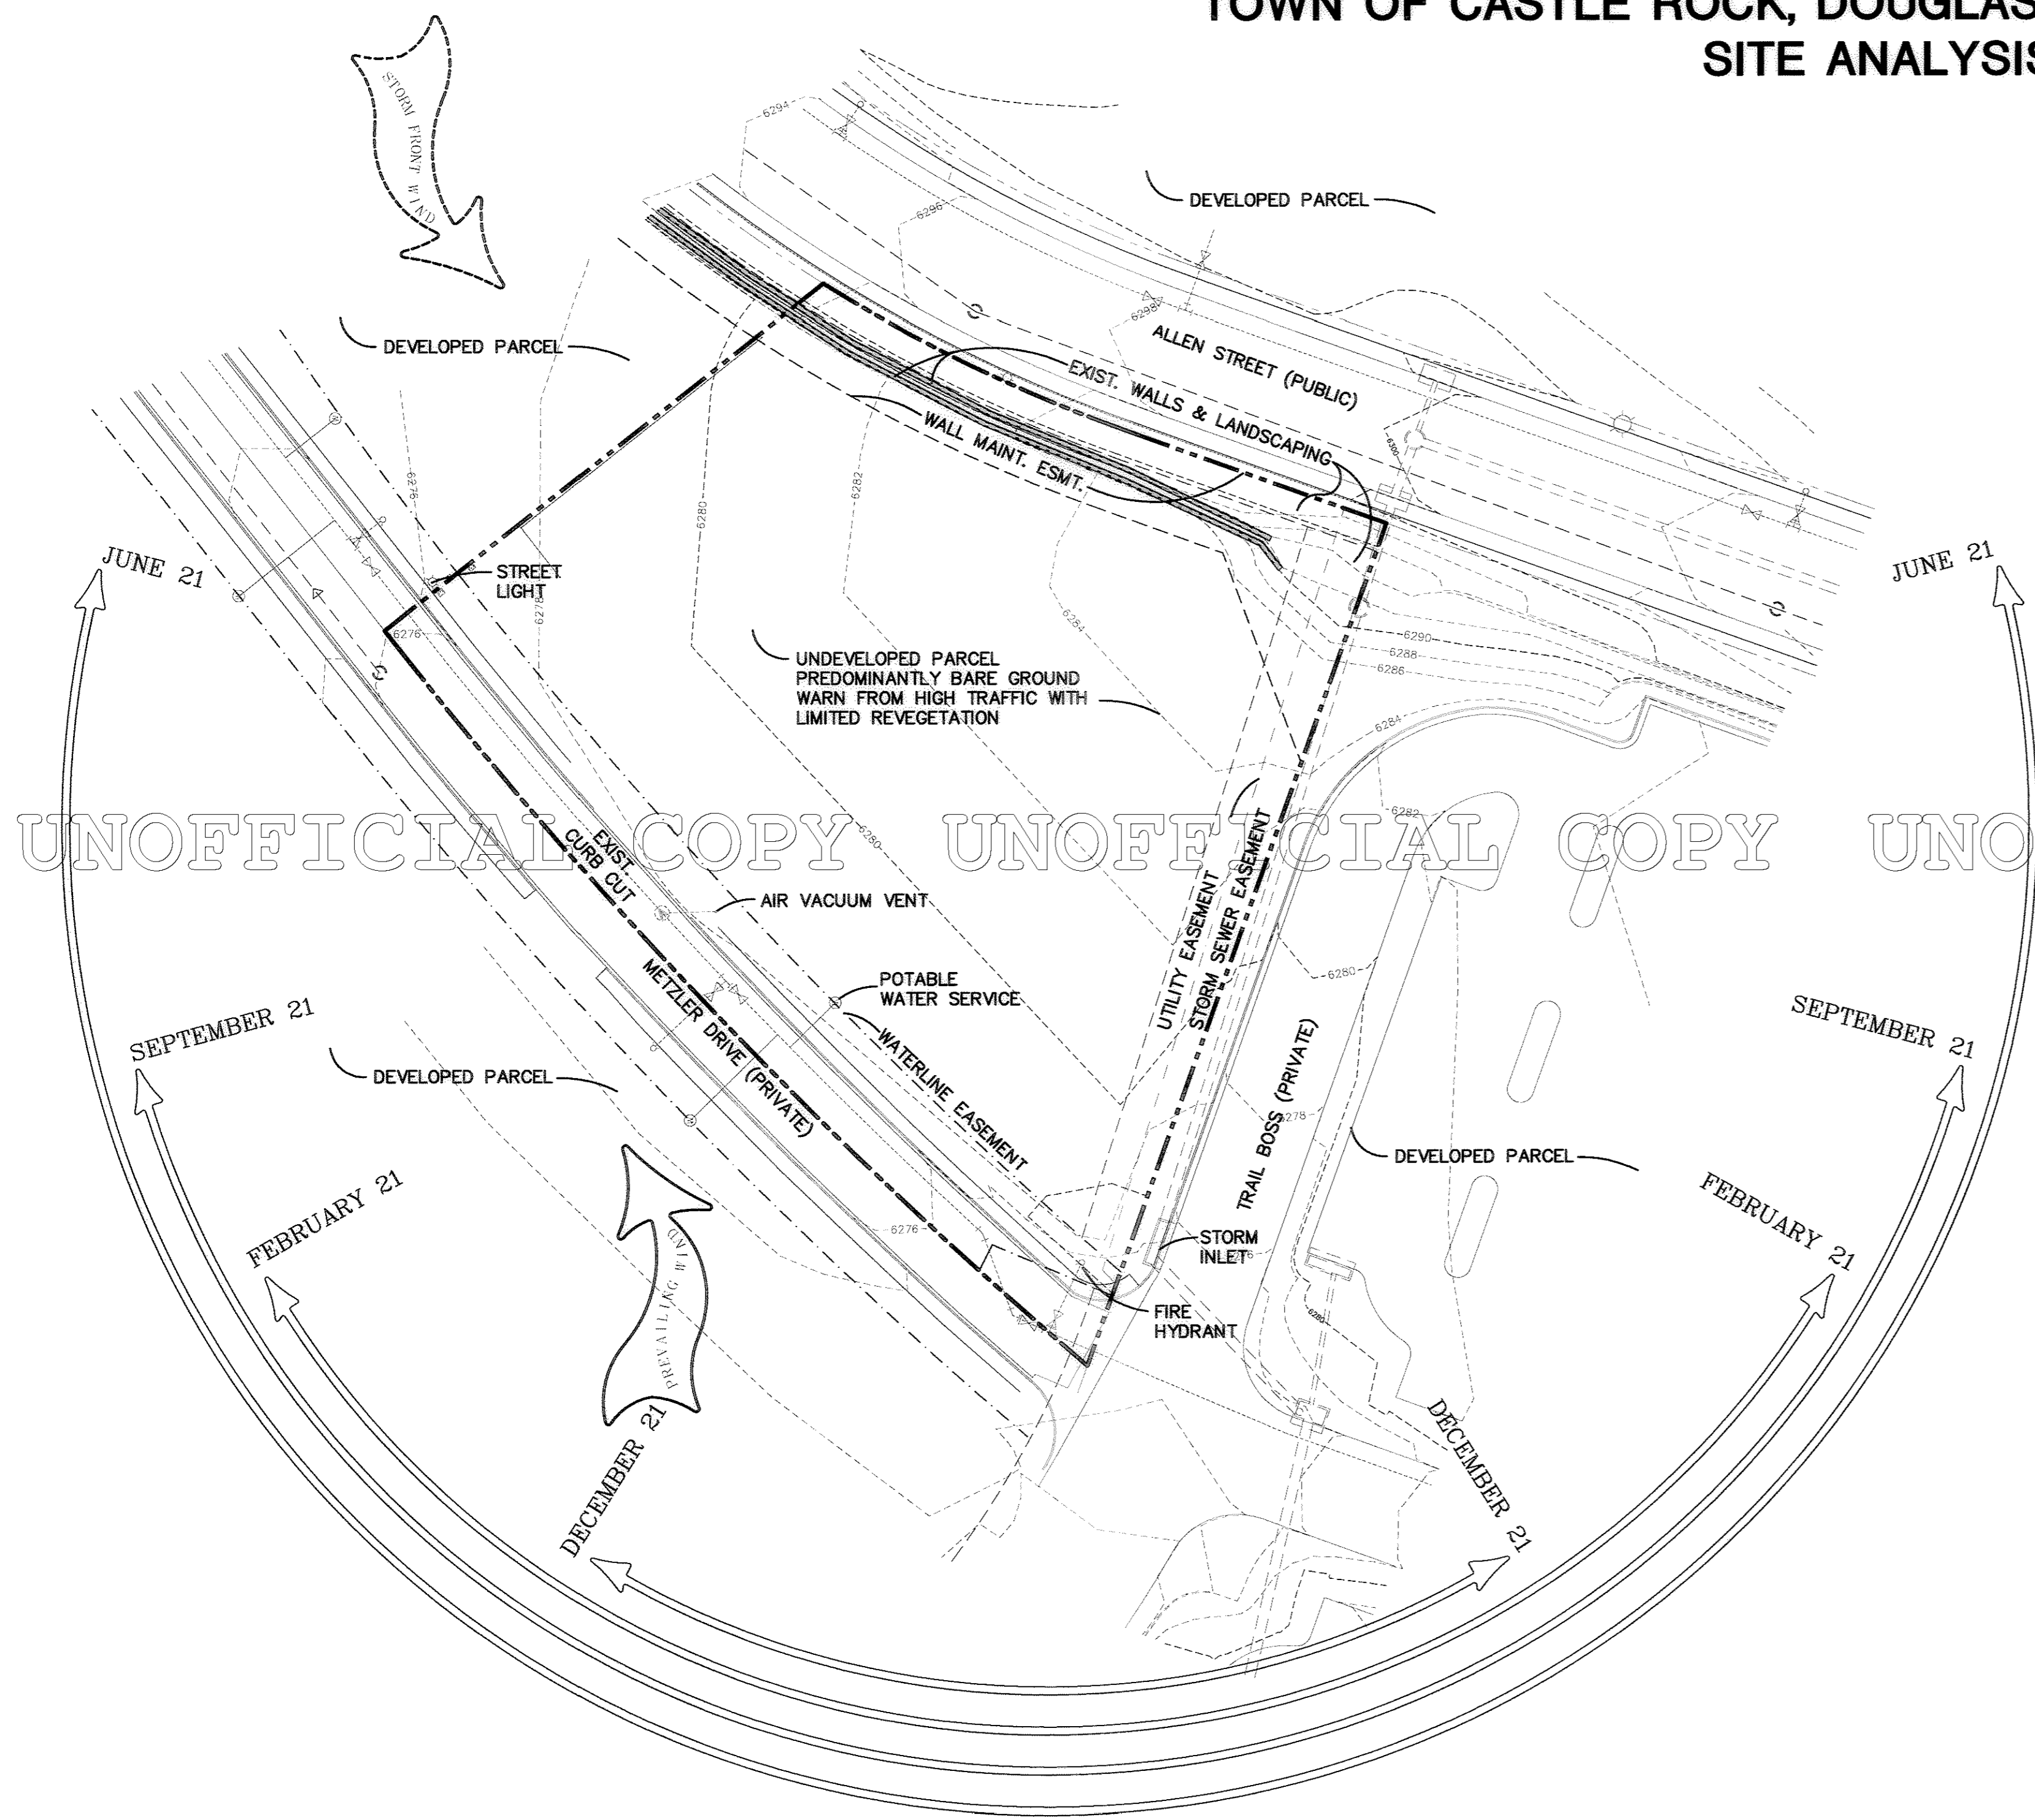 TOWN OF CASTLE ROCK, DOUGLAS
SITE ANALYSIS
STORM FRONT WIND
6294
DEVELOPED PARCEL
6296
6298
ALLEN STREET (PUBLIC)
DEVELOPED PARCEL
EXIST. WALLS & LANDSCAPING
WALL MAINT. ESMT.
6300
6276
6280
6282
JUNE 21
JUNE 21
STREET
LIGHT
6278
6276
6284
6290
6288
6286
UNDEVELOPED PARCEL
PREDOMINANTLY BARE GROUND
WARN FROM HIGH TRAFFIC WITH
LIMITED REVEGETATION
6284
6282
UNOFFICIAL COPY UNOFFICIAL COPY UNO
EXIST.
CURB CUT
6280
AIR VACUUM VENT
UTILITY EASEMENT
STORM SEWER EASEMENT
6280
POTABLE
WATER SERVICE
METZLER DRIVE (PRIVATE)
WATERLINE EASEMENT
SEPTEMBER 21
SEPTEMBER 21
DEVELOPED PARCEL
TRAIL BOSS (PRIVATE)
6278
DEVELOPED PARCEL
FEBRUARY 21
FEBRUARY 21
6276
STORM
INLET
6276
PREVAILING WIND
FIRE
HYDRANT
6280
DECEMBER 21
DECEMBER 21